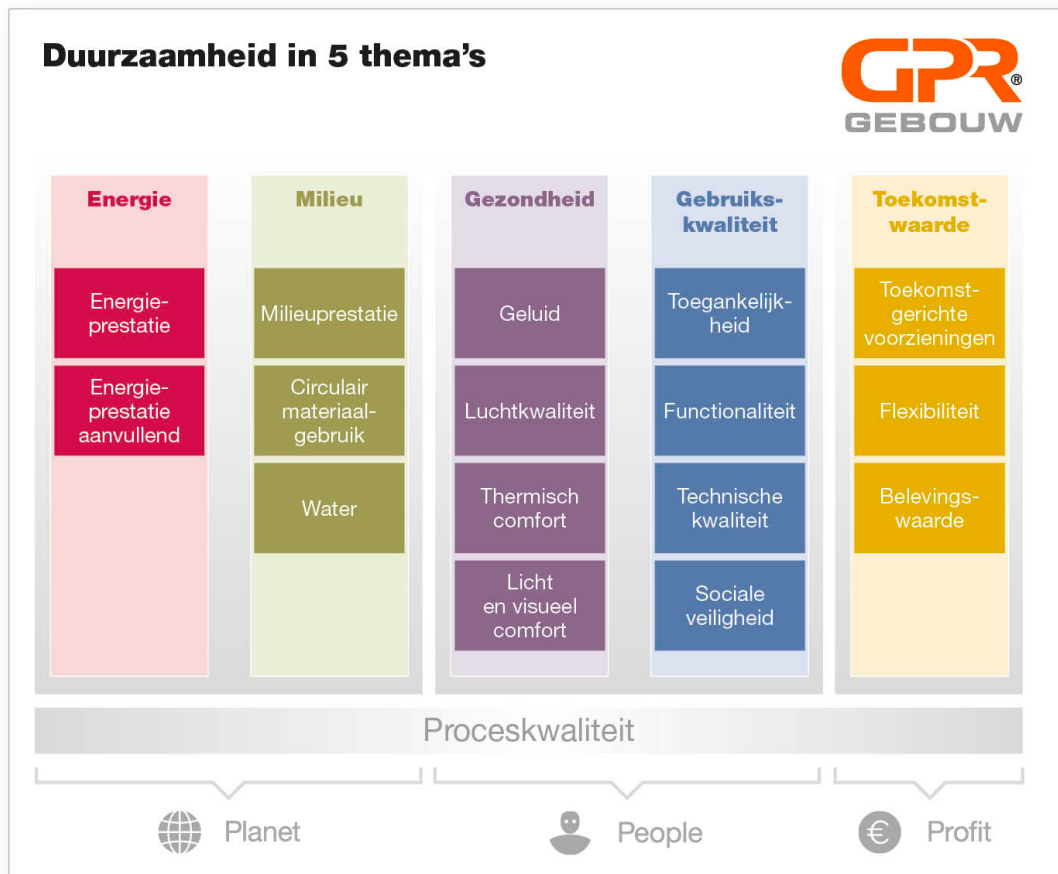 Duurzaamheid in 5 thema's
GPR®
GEBOUW
Energie
Energie-
prestatie
Energie-
prestatie
aanvullend
Milieu
Milieuprestatie
Circulair
materiaal-
gebruik
Water
Gezondheid
Geluid
Luchtkwaliteit
Thermisch
comfort
Licht
en visueel
comfort
Gebruiks-
kwaliteit
Toegankelijk-
heid
Functionaliteit
Technische
kwaliteit
Sociale
veiligheid
Toekomst-
waarde
Toekomst-
gerichte
voorzieningen
Flexibiliteit
Belevings-
waarde
Proceskwaliteit
Planet
People
€
Profit